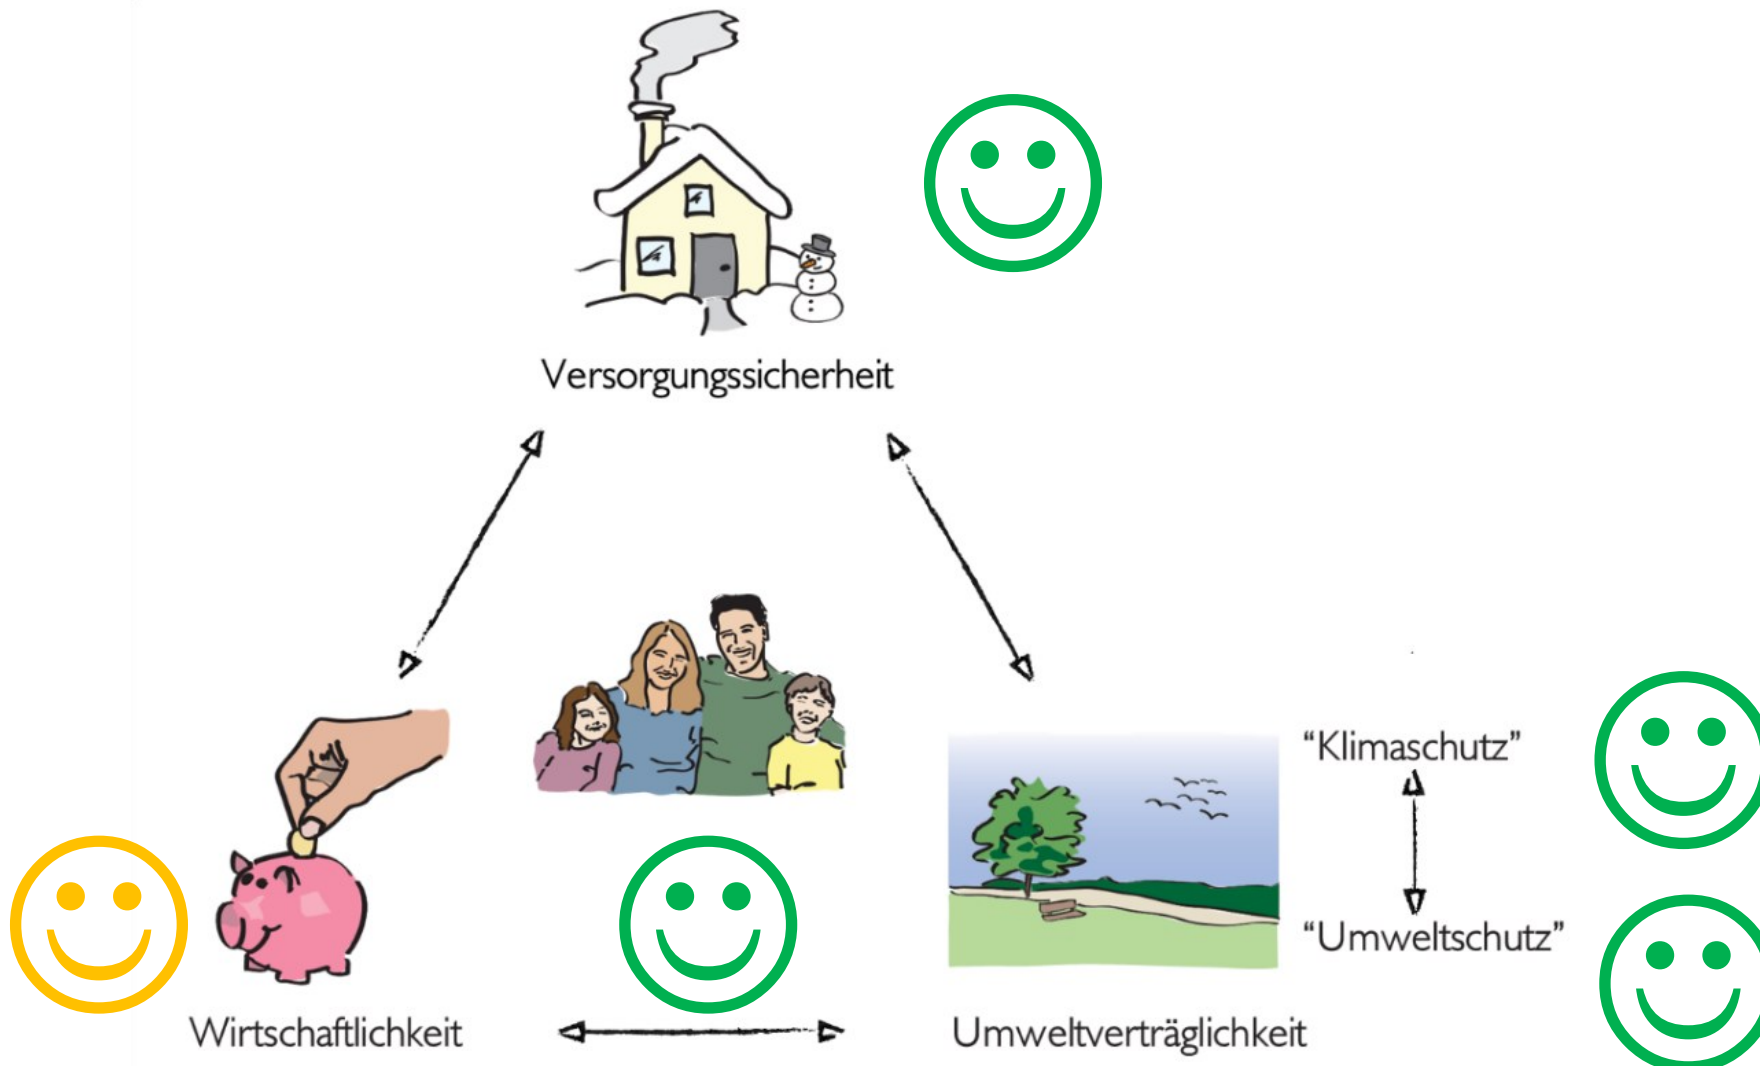 Versorgungssicherheit
“Klimaschutz”
“Umweltschutz”
Wirtschaftlichkeit
Umweltverträglichkeit